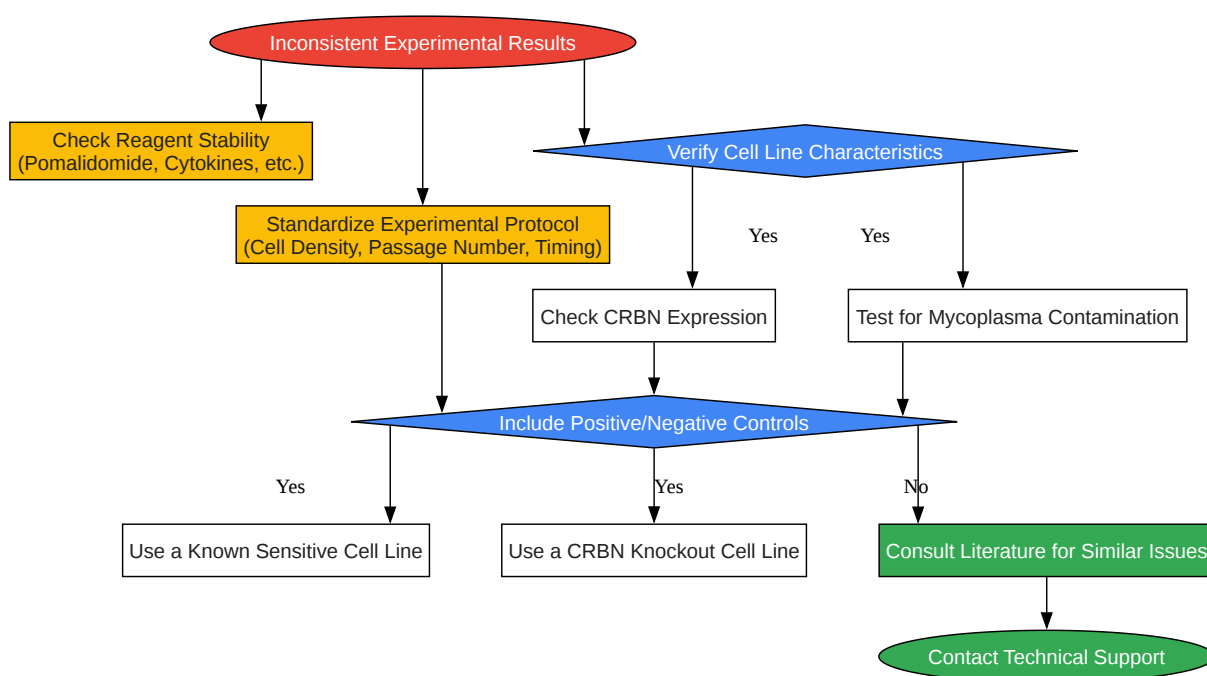 Inconsistent Experimental Results
Check Reagent Stability
(Pomalidomide, Cytokines, etc.)
Verify Cell Line Characteristics
Standardize Experimental Protocol
(Cell Density, Passage Number, Timing)
Yes
Yes
Check CRBN Expression
Test for Mycoplasma Contamination
Include Positive/Negative Controls
Yes
Yes
No
Use a Known Sensitive Cell Line
Use a CRBN Knockout Cell Line
Consult Literature for Similar Issues
Contact Technical Support